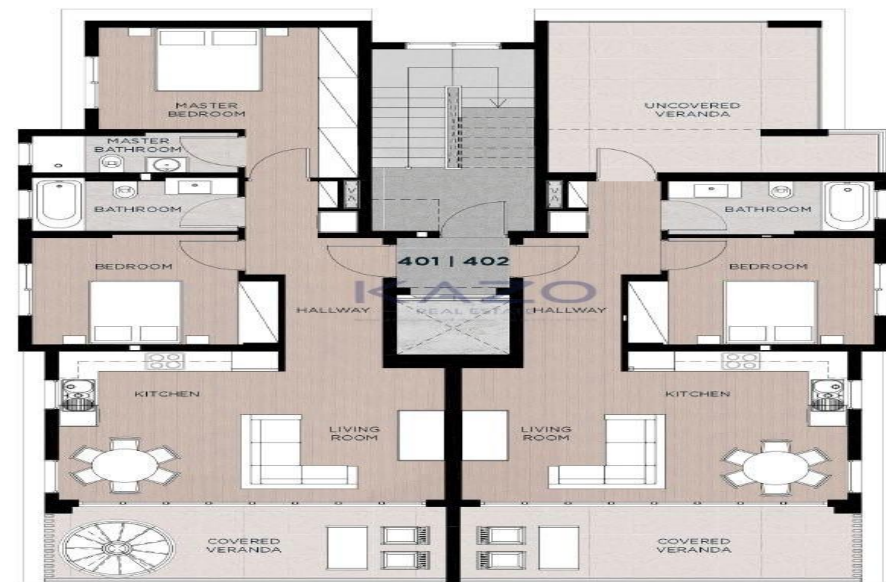 MASTER
BEDROOM
UNCOVERED
VERANDA
MASTER
BATHROOM
BATHROOM
BATHROOM
BEDROOM
401 | 402
BEDROOM
KAZO
REAL ESTATE
HALLWAY
HALLWAY
KITCHEN
KITCHEN
LIVING
ROOM
LIVING
ROOM
COVERED
VERANDA
COVERED
VERANDA